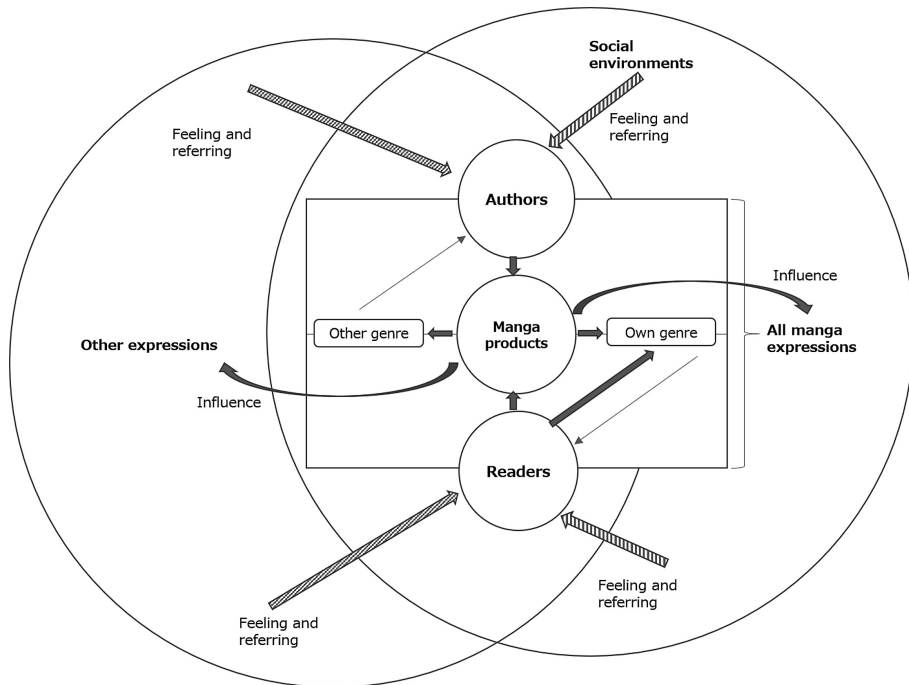 Social
environments
Feeling and
referring
Feeling and
referring
Authors
Influence
Other genre
Manga
products
Own genre
All manga
expressions
Other expressions
Influence
Readers
Feeling and
referring
Feeling and
referring